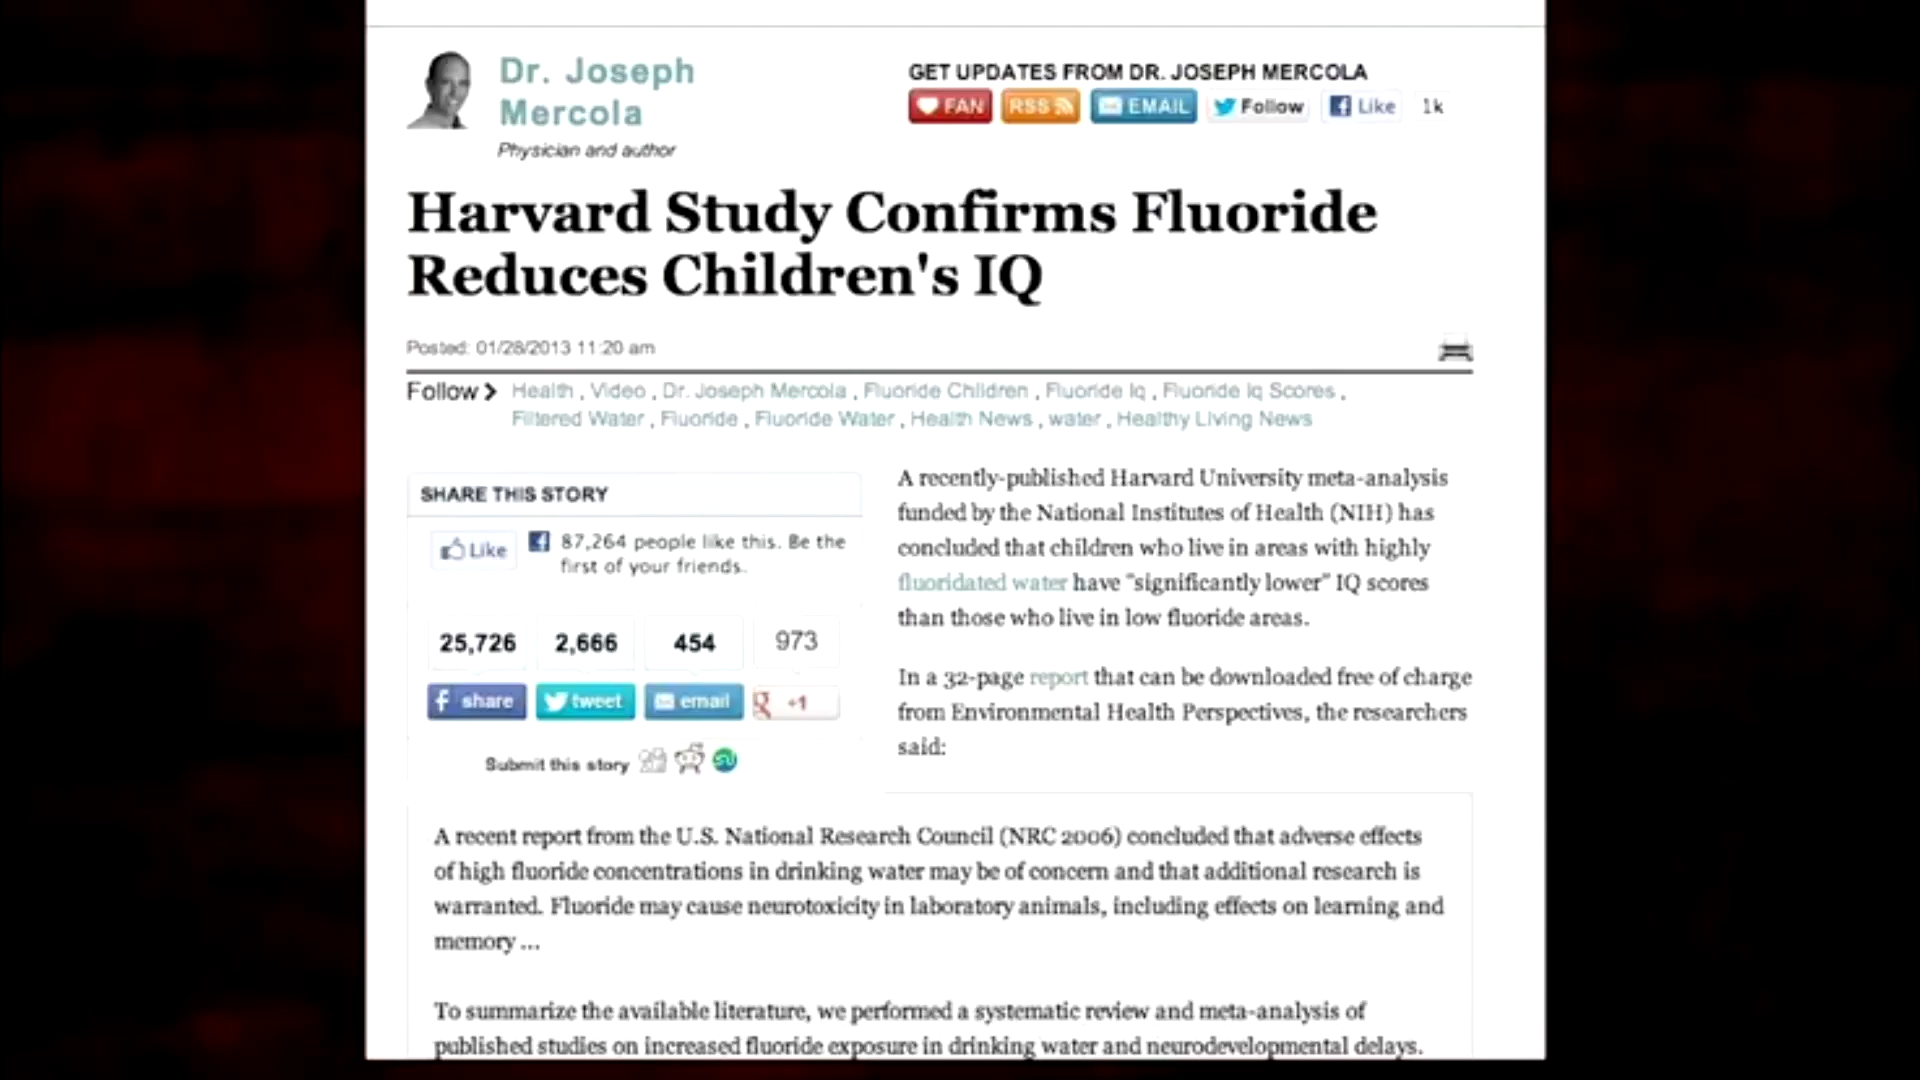 Dr. Joseph
Mercola
Physician and author
GET UPDATES FROM DR. JOSEPH MERCOLA
FAN
RSS
EMAIL
Follow
Like
1k
Harvard Study Confirms Fluoride
Reduces Children's IQ
Posted: 01/28/2013 11:20 am
Follow
Health , Video , Dr. Joseph Mercola , Fluoride Children , Fluoride Iq , Fluoride Iq Scores ,
Filtered Water , Fluoride , Fluoride Water , Health News , water , Healthy Living News
SHARE THIS STORY
Like
87,264 people like this. Be the
first of your friends.
25,726
2,666
454
973
share
tweet
email
+1
Submit this story
A recently-published Harvard University meta-analysis
funded by the National Institutes of Health (NIH) has
concluded that children who live in areas with highly
fluoridated water have "significantly lower" IQ scores
than those who live in low fluoride areas.
In a 32-page report that can be downloaded free of charge
from Environmental Health Perspectives, the researchers
said:
A recent report from the U.S. National Research Council (NRC 2006) concluded that adverse effects
of high fluoride concentrations in drinking water may be of concern and that additional research is
warranted. Fluoride may cause neurotoxicity in laboratory animals, including effects on learning and
memory ...
To summarize the available literature, we performed a systematic review and meta-analysis of
published studies on increased fluoride exposure in drinking water and neurodevelopmental delays.